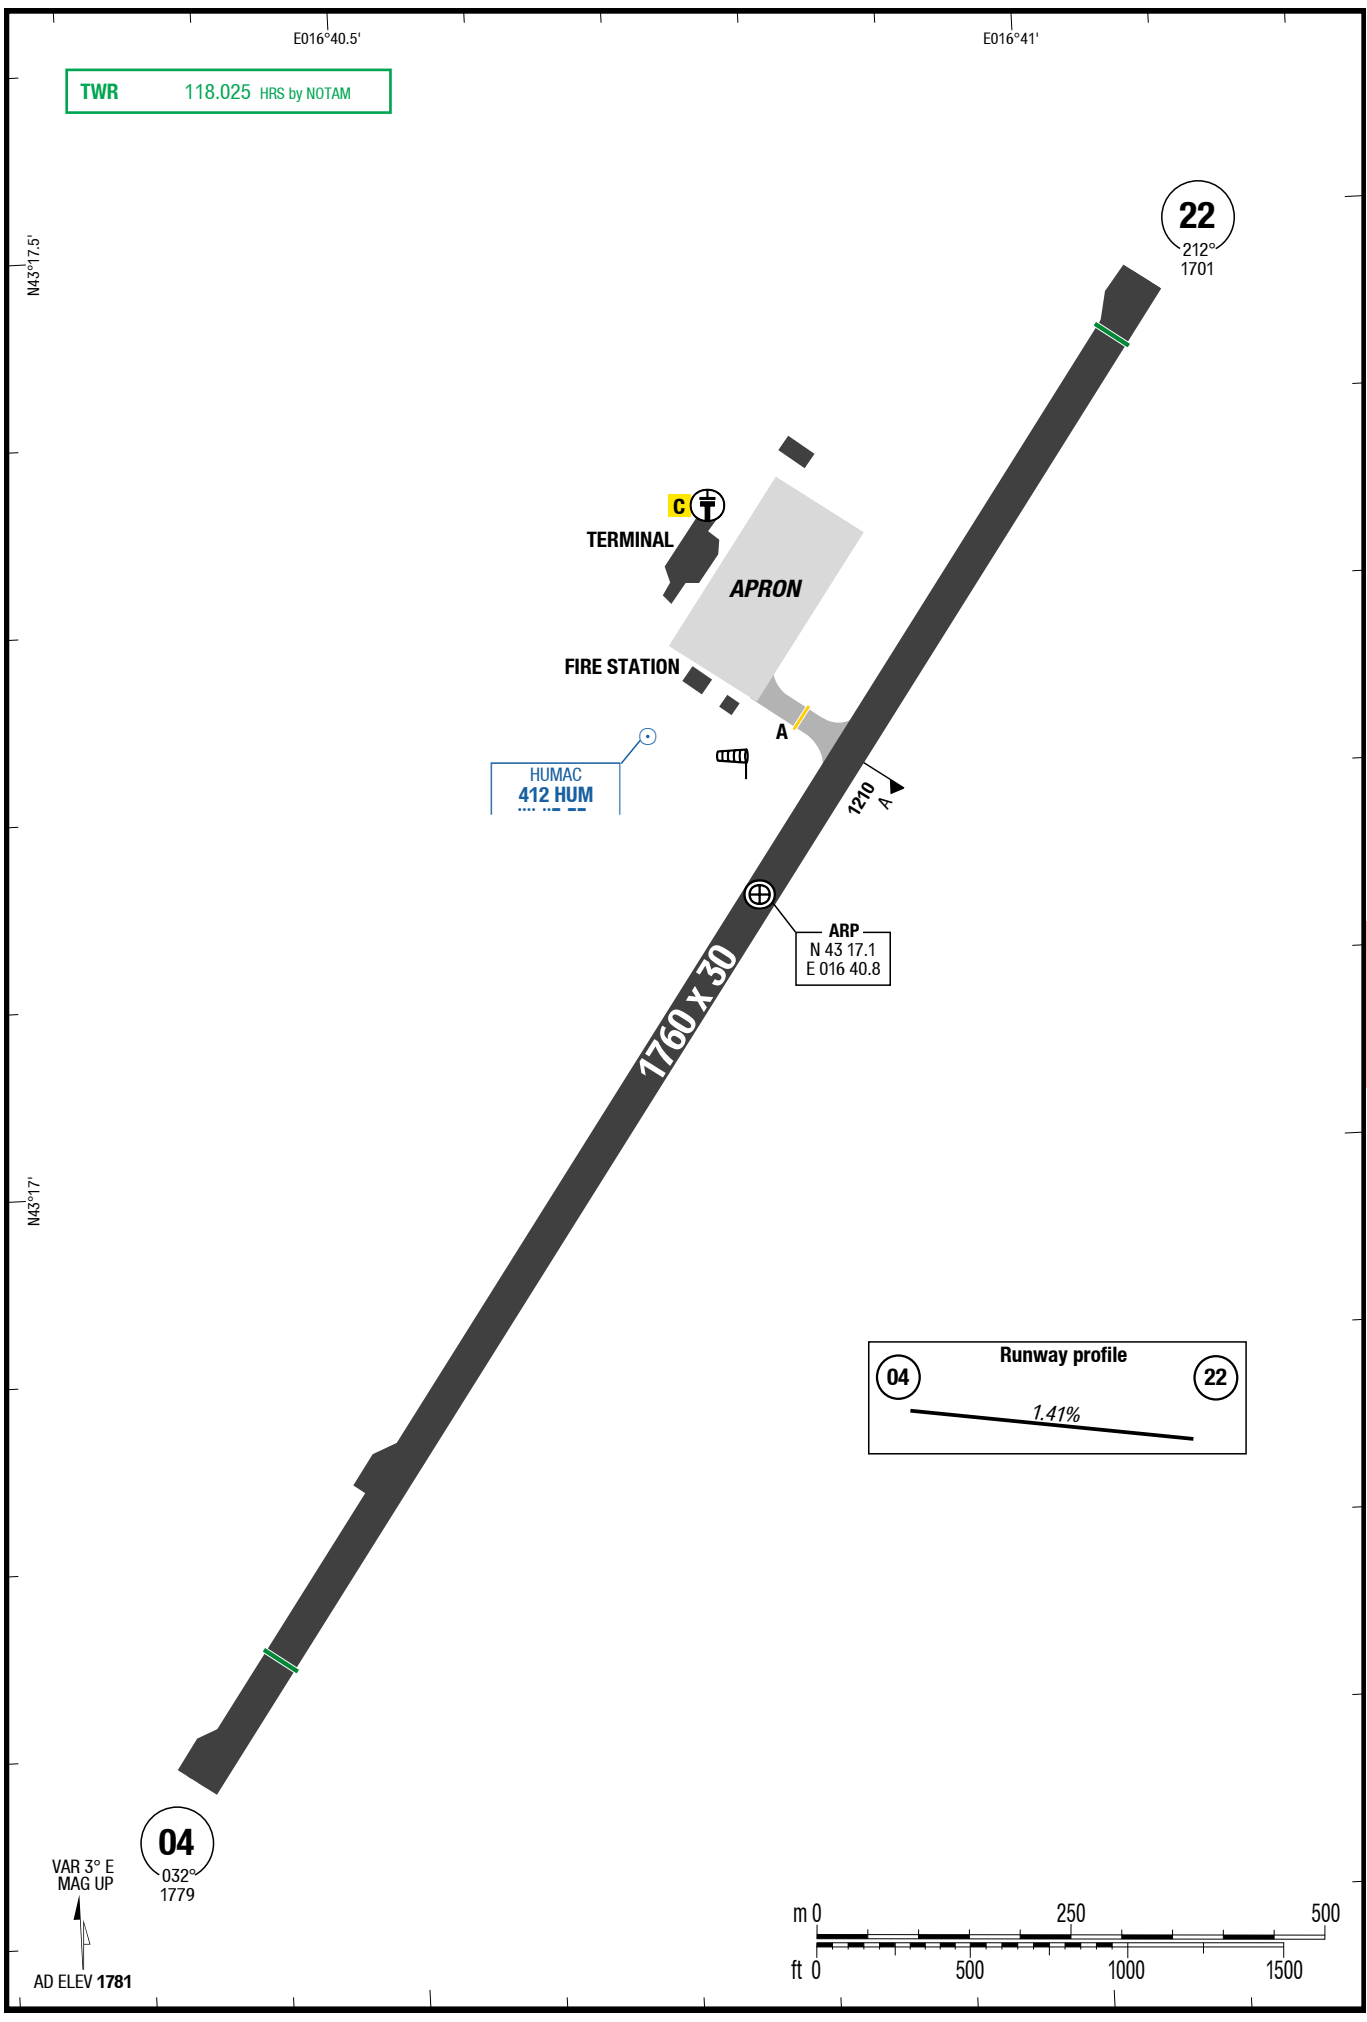 E016°40.5'
E016°41'
TWR 118.025 HRS by NOTAM
22
212°
1701
N43°17.5'
C
TERMINAL
APRON
FIRE STATION
A
HUMAC
412 HUM
1210
A
ARP
N 43 17.1
E 016 40.8
1760 x 30
N43°17'
Runway profile
04
22
1.41%
04
032°
1779
VAR 3° E
MAG UP
AD ELEV 1781
m 0 250 500
ft 0 500 1000 1500